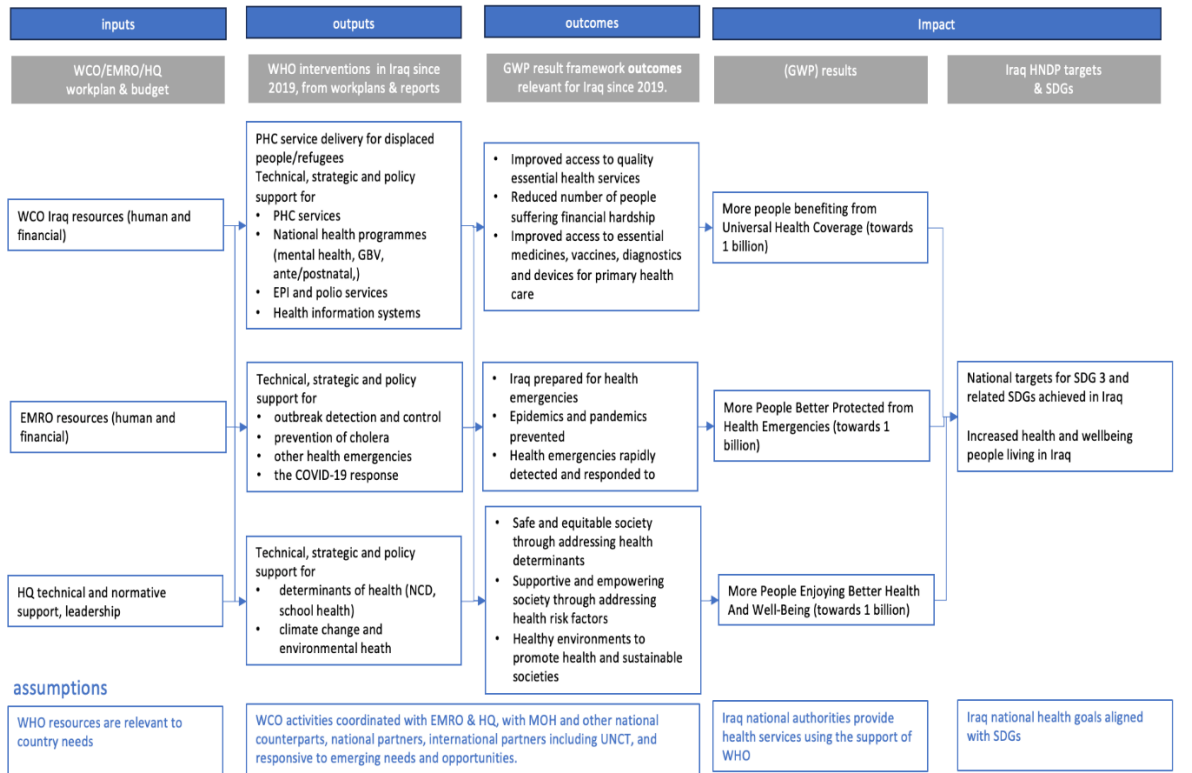 inputs
outputs
outcomes
Impact
WCO/EMRO/HQ
workplan & budget
WHO interventions in Iraq since
2019, from workplans & reports
GWP result framework outcomes
relevant for Iraq since 2019.
(GWP) results
Iraq HNDP targets
& SDGs
WCO Iraq resources (human and
financial)
PHC service delivery for displaced
people/refugees
Technical, strategic and policy
support for
• PHC services
• National health programmes
(mental health, GBV,
ante/postnatal,)
• EPI and polio services
• Health information systems
• Improved access to quality
essential health services
• Reduced number of people
suffering financial hardship
• Improved access to essential
medicines, vaccines, diagnostics
and devices for primary health
care
More people benefiting from
Universal Health Coverage (towards
1 billion)
EMRO resources (human and
financial)
Technical, strategic and policy
support for
• outbreak detection and control
• prevention of cholera
• other health emergencies
• the COVID-19 response
• Iraq prepared for health
emergencies
• Epidemics and pandemics
prevented
• Health emergencies rapidly
detected and responded to
More People Better Protected from
Health Emergencies (towards 1
billion)
National targets for SDG 3 and
related SDGs achieved in Iraq
Increased health and wellbeing
people living in Iraq
HQ technical and normative
support, leadership
Technical, strategic and policy
support for
• determinants of health (NCD,
school health)
• climate change and
environmental heath
• Safe and equitable society
through addressing health
determinants
• Supportive and empowering
society through addressing
health risk factors
• Healthy environments to
promote health and sustainable
societies
More People Enjoying Better Health
And Well-Being (towards 1 billion)
assumptions
WHO resources are relevant to
country needs
WCO activities coordinated with EMRO & HQ, with MOH and other national
counterparts, national partners, international partners including UNCT, and
responsive to emerging needs and opportunities.
Iraq national authorities provide
health services using the support of
WHO
Iraq national health goals aligned
with SDGs